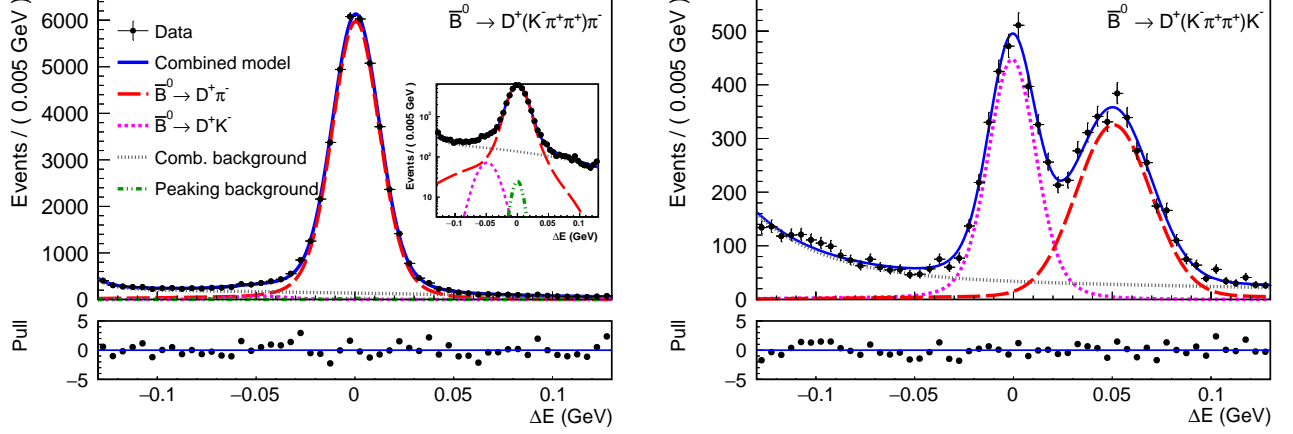 B̅⁰ → D⁺(K⁻π⁺π⁺)π⁻
Events / ( 0.005 GeV )
6000
5000
4000
3000
2000
1000
0
Data
Combined model
B̅⁰ → D⁺π⁻
B̅⁰ → D⁺K⁻
Comb. background
Peaking background
Events / ( 0.005 GeV )
10³
10²
10
−0.1 −0.05 0 0.05 0.1
ΔE (GeV)
Pull
5
0
−5
−0.1 −0.05 0 0.05 0.1
ΔE (GeV)
B̅⁰ → D⁺(K⁻π⁺π⁺)K⁻
Events / ( 0.005 GeV )
500
400
300
200
100
0
Pull
5
0
−5
−0.1 −0.05 0 0.05 0.1
ΔE (GeV)